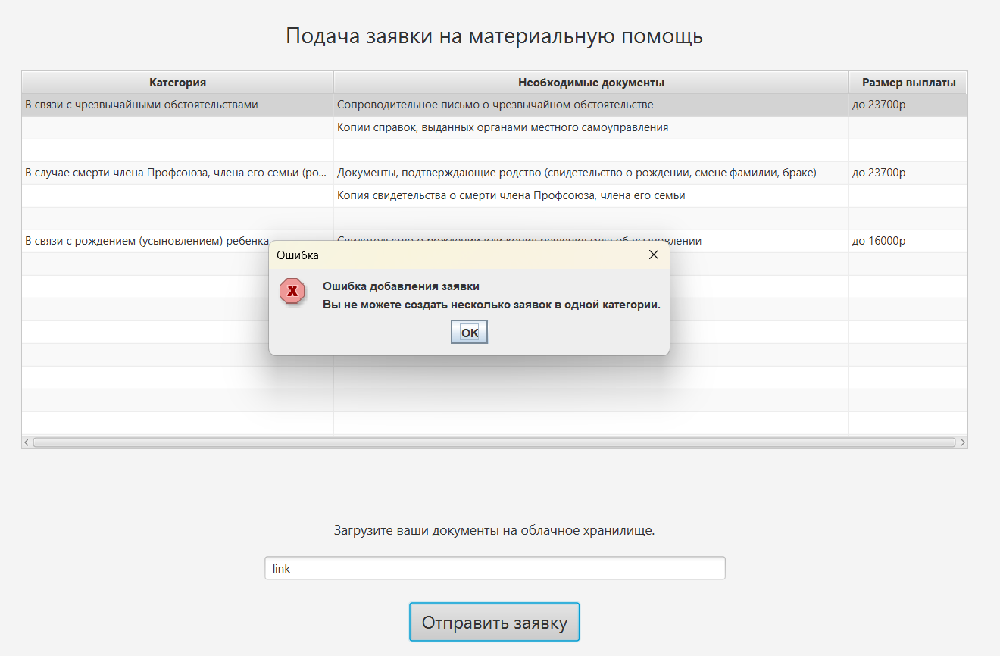 Подача заявки на материальную помощь
Категория Необходимые документы Размер выплаты
В связи с чрезвычайными обстоятельствами Сопроводительное письмо о чрезвычайном обстоятельстве до 23700р
Копии справок, выданных органами местного самоуправления
В случае смерти члена Профсоюза, члена его семьи (ро... Документы, подтверждающие родство (свидетельство о рождении, смене фамилии, браке) до 23700р
Копия свидетельства о смерти члена Профсоюза, члена его семьи
В связи с рождением (усыновлением) ребенка Свидетельство о рождении или копия решения суда об усыновлении до 16000р
Ошибка
Ошибка добавления заявки
Вы не можете создать несколько заявок в одной категории.
OK
Загрузите ваши документы на облачное хранилище.
link
Отправить заявку